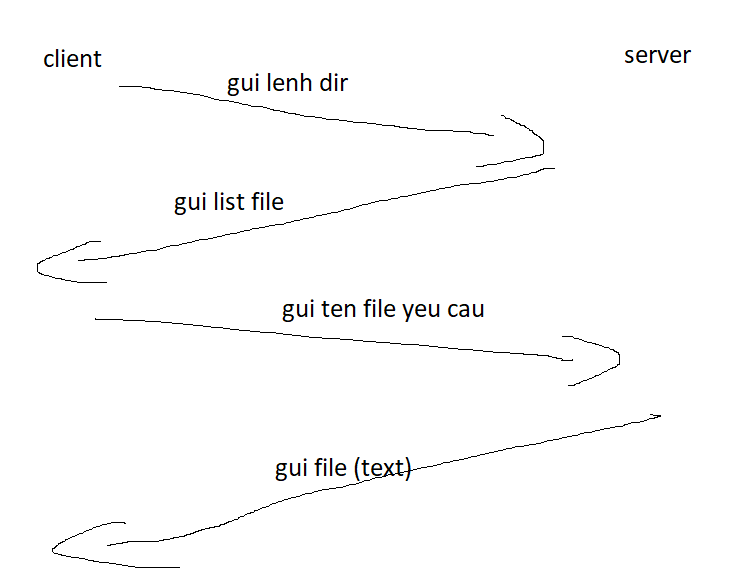 client
server
gui lenh dir
gui list file
gui ten file yeu cau
gui file (text)